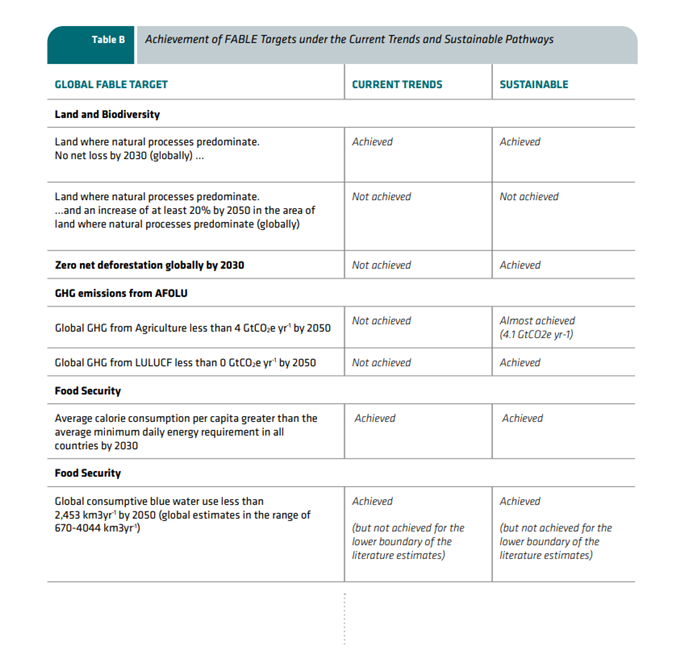 Table B
Achievement of FABLE Targets under the Current Trends and Sustainable Pathways
GLOBAL FABLE TARGET
CURRENT TRENDS
SUSTAINABLE
Land and Biodiversity
Land where natural processes predominate.
No net loss by 2030 (globally) ...
Achieved
Achieved
Land where natural processes predominate.
...and an increase of at least 20% by 2050 in the area of
land where natural processes predominate (globally)
Not achieved
Not achieved
Zero net deforestation globally by 2030
Not achieved
Achieved
GHG emissions from AFOLU
Global GHG from Agriculture less than 4 GtCO₂e yr⁻¹ by 2050
Not achieved
Almost achieved
(4.1 GtCO2e yr-1)
Global GHG from LULUCF less than 0 GtCO₂e yr⁻¹ by 2050
Not achieved
Achieved
Food Security
Average calorie consumption per capita greater than the
average minimum daily energy requirement in all
countries by 2030
Achieved
Achieved
Food Security
Global consumptive blue water use less than
2,453 km3yr⁻¹ by 2050 (global estimates in the range of
670-4044 km3yr⁻¹)
Achieved
(but not achieved for the
lower boundary of the
literature estimates)
Achieved
(but not achieved for the
lower boundary of the
literature estimates)